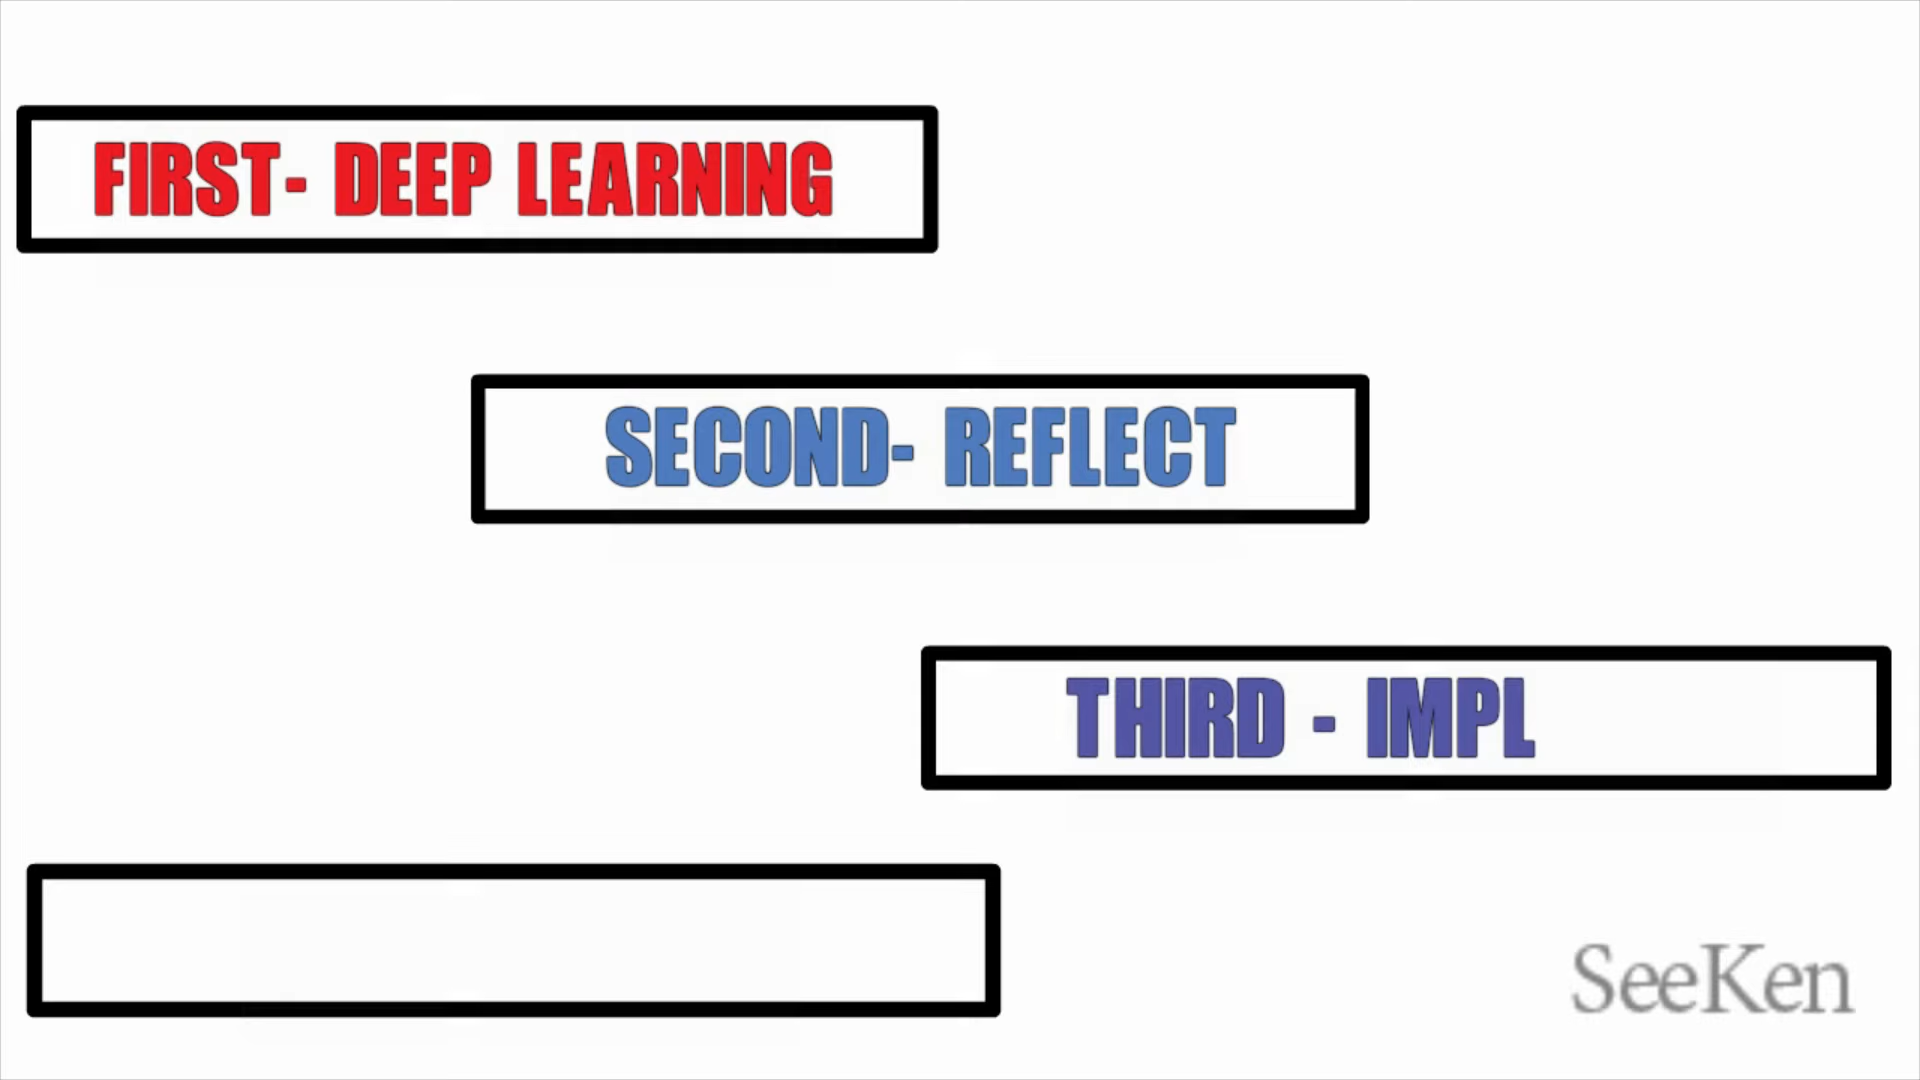 FIRST- DEEP LEARNING
SECOND- REFLECT
THIRD - IMPL
SeeKen